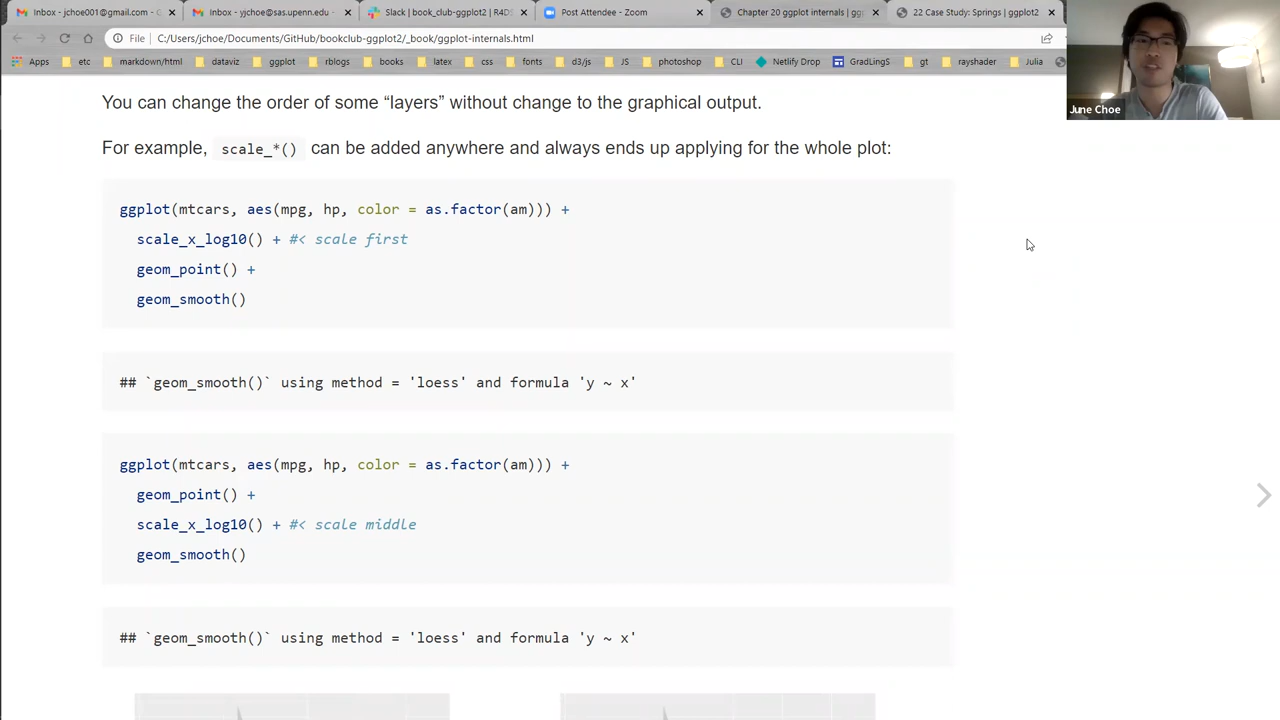 Inbox - jchoe001@gmail.com - G
Inbox - yjchoe@sas.upenn.edu -
Slack | book_club-ggplot2 | R4DS
Post Attendee - Zoom
Chapter 20 ggplot internals | gg
22 Case Study: Springs | ggplot2
File C:/Users/jchoe/Documents/GitHub/bookclub-ggplot2/_book/ggplot-internals.html
Apps etc markdown/html dataviz ggplot rblogs books latex css fonts d3/js JS photoshop CLI Netlify Drop GradLingS gt rayshader Julia
June Choe
You can change the order of some “layers” without change to the graphical output.
For example, scale_*() can be added anywhere and always ends up applying for the whole plot:
ggplot(mtcars, aes(mpg, hp, color = as.factor(am))) +
scale_x_log10() + #< scale first
geom_point() +
geom_smooth()
## `geom_smooth()` using method = 'loess' and formula 'y ~ x'
ggplot(mtcars, aes(mpg, hp, color = as.factor(am))) +
geom_point() +
scale_x_log10() + #< scale middle
geom_smooth()
## `geom_smooth()` using method = 'loess' and formula 'y ~ x'